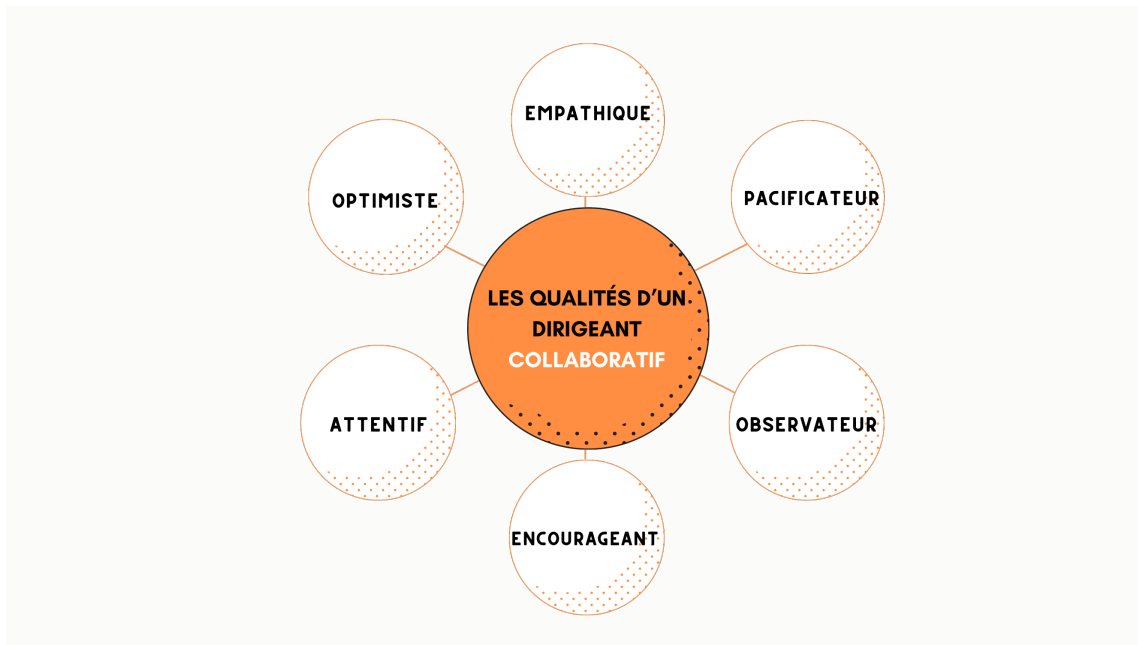 EMPATHIQUE
OPTIMISTE
PACIFICATEUR
LES QUALITÉS D'UN
DIRIGEANT
COLLABORATIF
ATTENTIF
OBSERVATEUR
ENCOURAGEANT